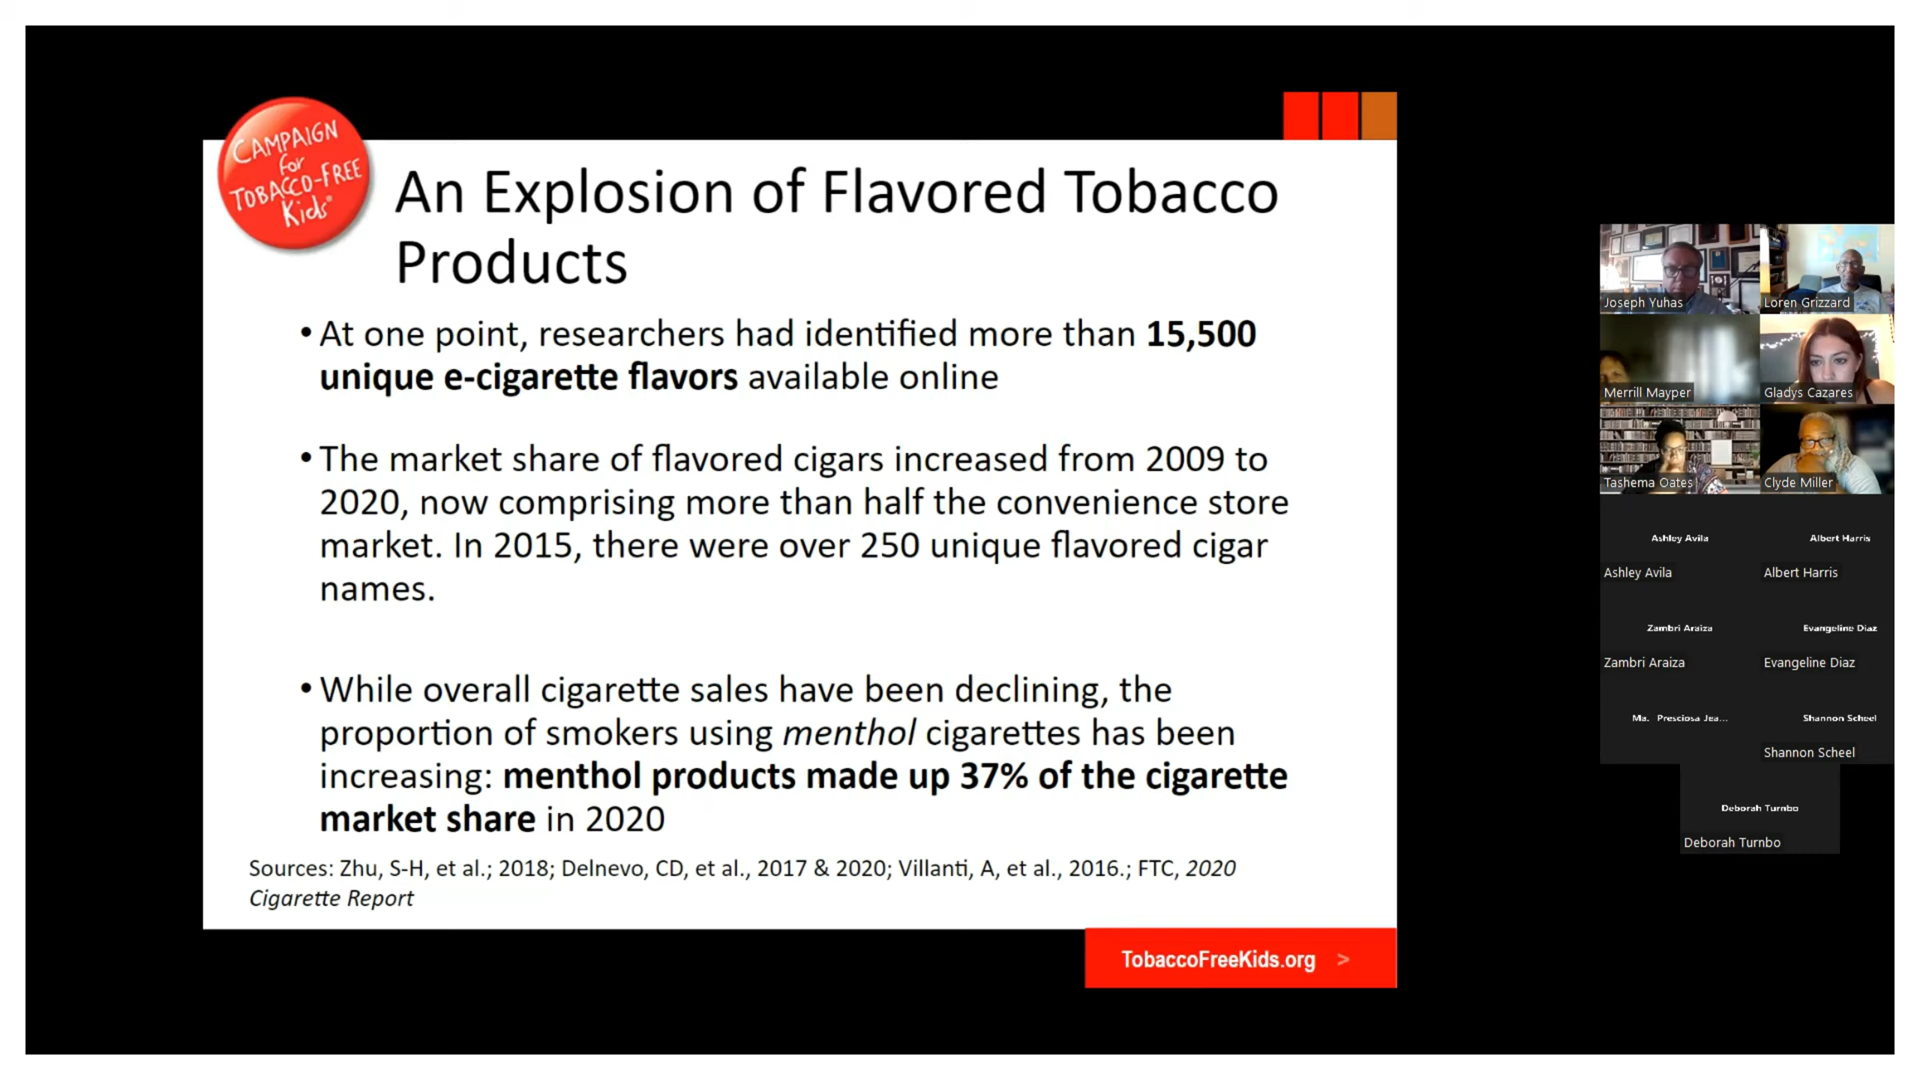 CAMPAIGN
for
TOBACCO-FREE
Kids®
An Explosion of Flavored Tobacco
Products
• At one point, researchers had identified more than 15,500
unique e-cigarette flavors available online
• The market share of flavored cigars increased from 2009 to
2020, now comprising more than half the convenience store
market. In 2015, there were over 250 unique flavored cigar
names.
• While overall cigarette sales have been declining, the
proportion of smokers using menthol cigarettes has been
increasing: menthol products made up 37% of the cigarette
market share in 2020
Sources: Zhu, S-H, et al.; 2018; Delnevo, CD, et al., 2017 & 2020; Villanti, A, et al., 2016.; FTC, 2020
Cigarette Report
TobaccoFreeKids.org >
Joseph Yuhas
Loren Grizzard
Merrill Mayper
Gladys Cazares
Tashema Oates
Clyde Miller
Ashley Avila
Albert Harris
Ashley Avila
Albert Harris
Zambri Araiza
Evangeline Diaz
Zambri Araiza
Evangeline Diaz
Ma. Presciosa Jea...
Shannon Scheel
Shannon Scheel
Deborah Turnbo
Deborah Turnbo